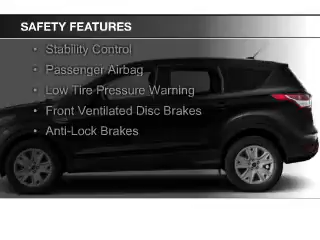 SAFETY FEATURES
• Stability Control
• Passenger Airbag
• Low Tire Pressure Warning
• Front Ventilated Disc Brakes
• Anti-Lock Brakes